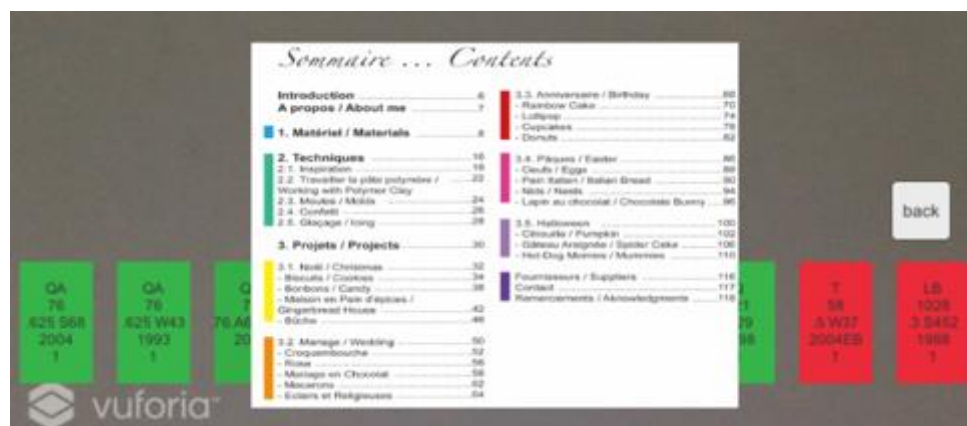 Sommaire ... Contents
Introduction 6
A propos / About me 7
1. Matériel / Materials 8
2. Techniques 16
2.1. Inspiration 18
2.2. Travailler la pâte polymère /
Working with Polymer Clay 22
2.3. Moules / Molds 24
2.4. Confetti 26
2.5. Glaçage / Icing 28
3. Projets / Projects 30
3.1. Noël / Christmas 32
- Biscuits / Cookies 34
- Bonbons / Candy 38
- Maison en Pain d'épices /
Gingerbread House 42
- Bûche 46
3.2. Mariage / Wedding 50
- Croquembouche 52
- Rose 56
- Mariage en Chocolat 58
- Macarons 62
- Eclairs et Religieuses 64
3.3. Anniversaire / Birthday 68
- Rainbow Cake 70
- Lollipop 74
- Cupcakes 78
- Donuts 82
3.4. Pâques / Easter 86
- Oeufs / Eggs 88
- Pain Italien / Italian Bread 90
- Nids / Nests 94
- Lapin au chocolat / Chocolate Bunny 96
3.5. Halloween 100
- Citrouille / Pumpkin 102
- Gâteau Araignée / Spider Cake 106
- Hot-Dog Momies / Mummies 110
Fournisseurs / Suppliers 116
Contact 117
Remerciements / Aknowledgments 118
back
QA
76
.625 S68
2004
1
QA
76
.625 W43
1993
1
T
58
.5 W37
2004EB
1
LB
1028
.3 S452
1988
1
vuforia™